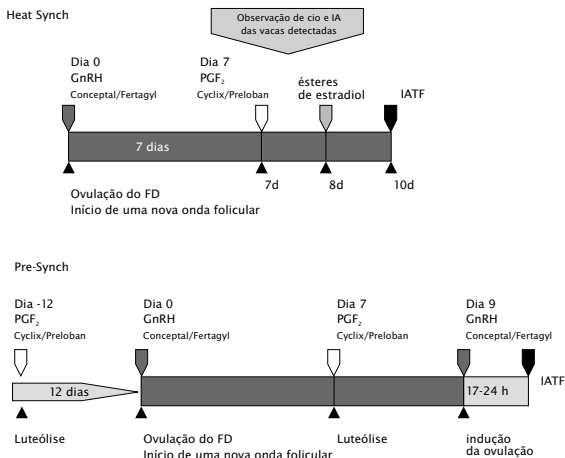 Heat Synch
Observação de cio e IA
das vacas detectadas
Dia 0
GnRH
Conceptal/Fertagyl
Dia 7
PGF₂
Cyclix/Preloban
ésteres
de estradiol
IATF
7 dias
7d
8d
10d
Ovulação do FD
Início de uma nova onda folicular
Pre-Synch
Dia -12
PGF₂
Cyclix/Preloban
Dia 0
GnRH
Conceptal/Fertagyl
Dia 7
PGF₂
Cyclix/Preloban
Dia 9
GnRH
Conceptal/Fertagyl
12 dias
17-24 h
IATF
Luteólise
Ovulação do FD
Início de uma nova onda folicular
Luteólise
indução
da ovulação